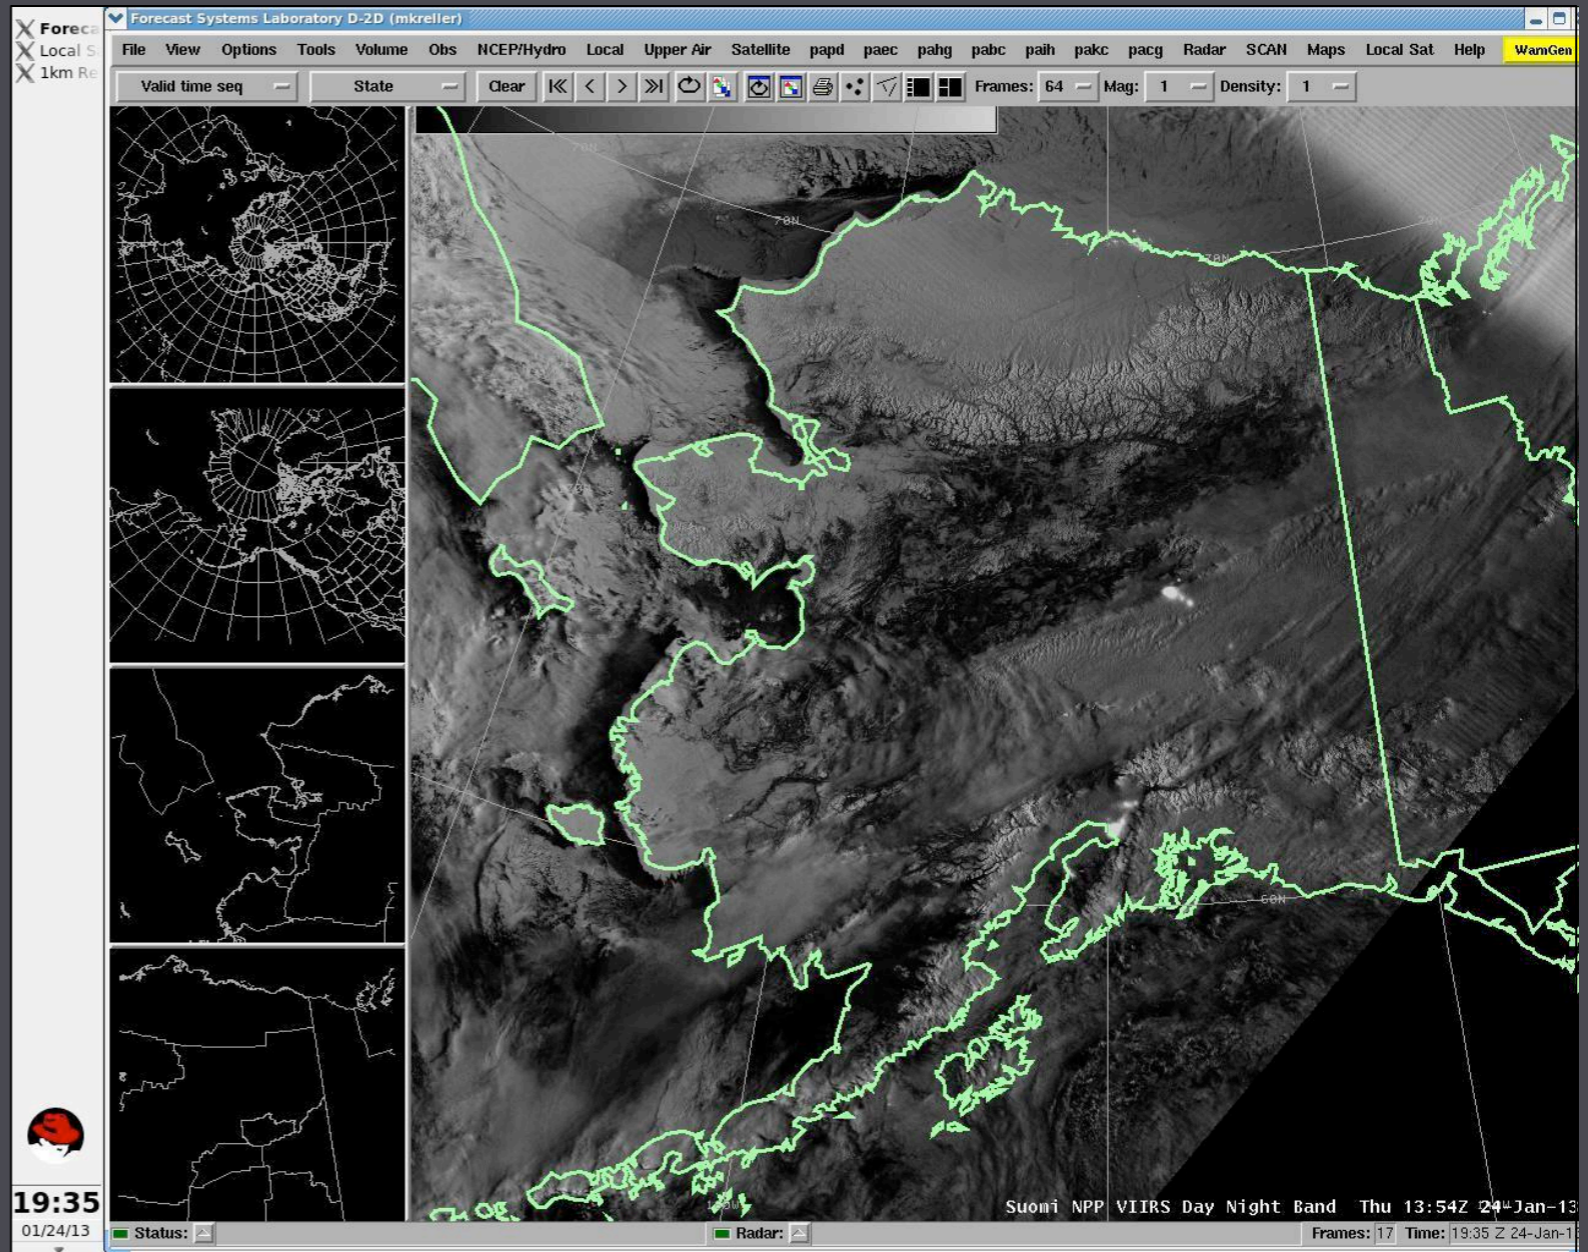 Forecast Systems Laboratory D-2D (mkreller)
Foreca
Local S
1km Re
File View Options Tools Volume Obs NCEP/Hydro Local Upper Air Satellite papd paec pahg pabc paih pakc pacg Radar SCAN Maps Local Sat Help WarnGen
Valid time seq State Clear Frames: 64 Mag: 1 Density: 1
70N
70N
70N
70N
60N
Suomi NPP VIIRS Day Night Band Thu 13:54Z 24-Jan-13
19:35
01/24/13
Status: Radar: Frames: 17 Time: 19:35 Z 24-Jan-1